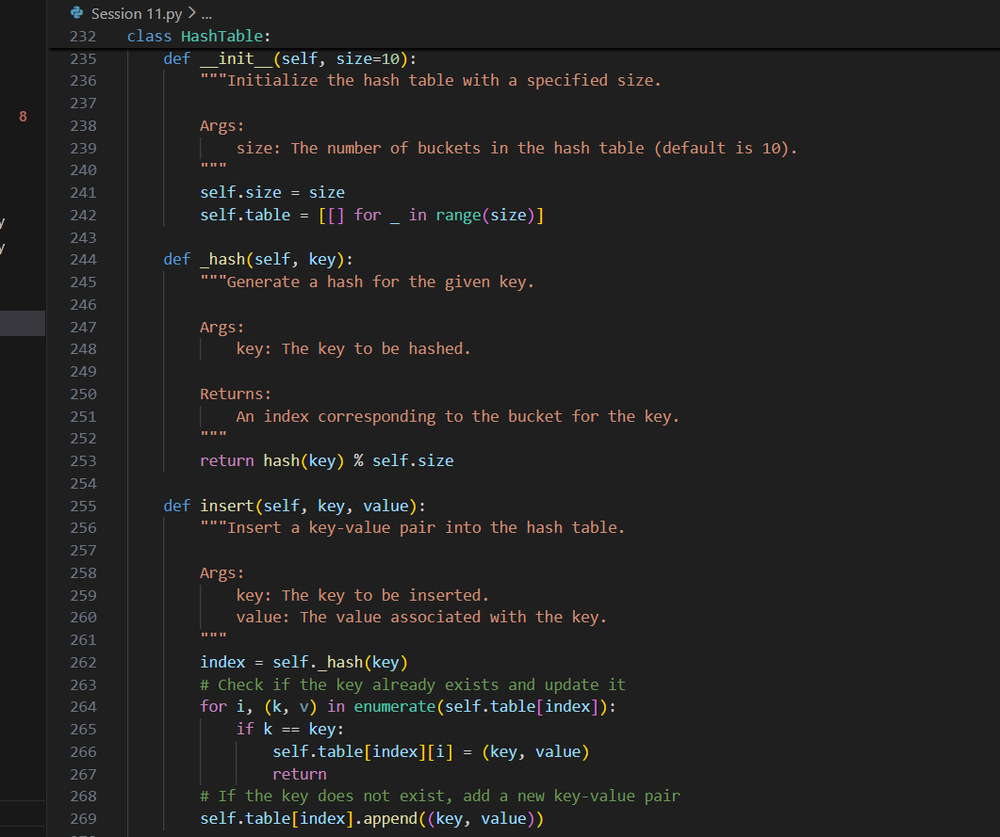 Session 11.py > ...
232 class HashTable:
235     def __init__(self, size=10):
236         """Initialize the hash table with a specified size.
237
238         Args:
8
239             size: The number of buckets in the hash table (default is 10).
240         """
241         self.size = size
242         self.table = [[] for _ in range(size)]
y
243
y
244     def _hash(self, key):
245         """Generate a hash for the given key.
246
247         Args:
248             key: The key to be hashed.
249
250         Returns:
251             An index corresponding to the bucket for the key.
252         """
253         return hash(key) % self.size
254
255     def insert(self, key, value):
256         """Insert a key-value pair into the hash table.
257
258         Args:
259             key: The key to be inserted.
260             value: The value associated with the key.
261         """
262         index = self._hash(key)
263         # Check if the key already exists and update it
264         for i, (k, v) in enumerate(self.table[index]):
265             if k == key:
266                 self.table[index][i] = (key, value)
267                 return
268         # If the key does not exist, add a new key-value pair
269         self.table[index].append((key, value))